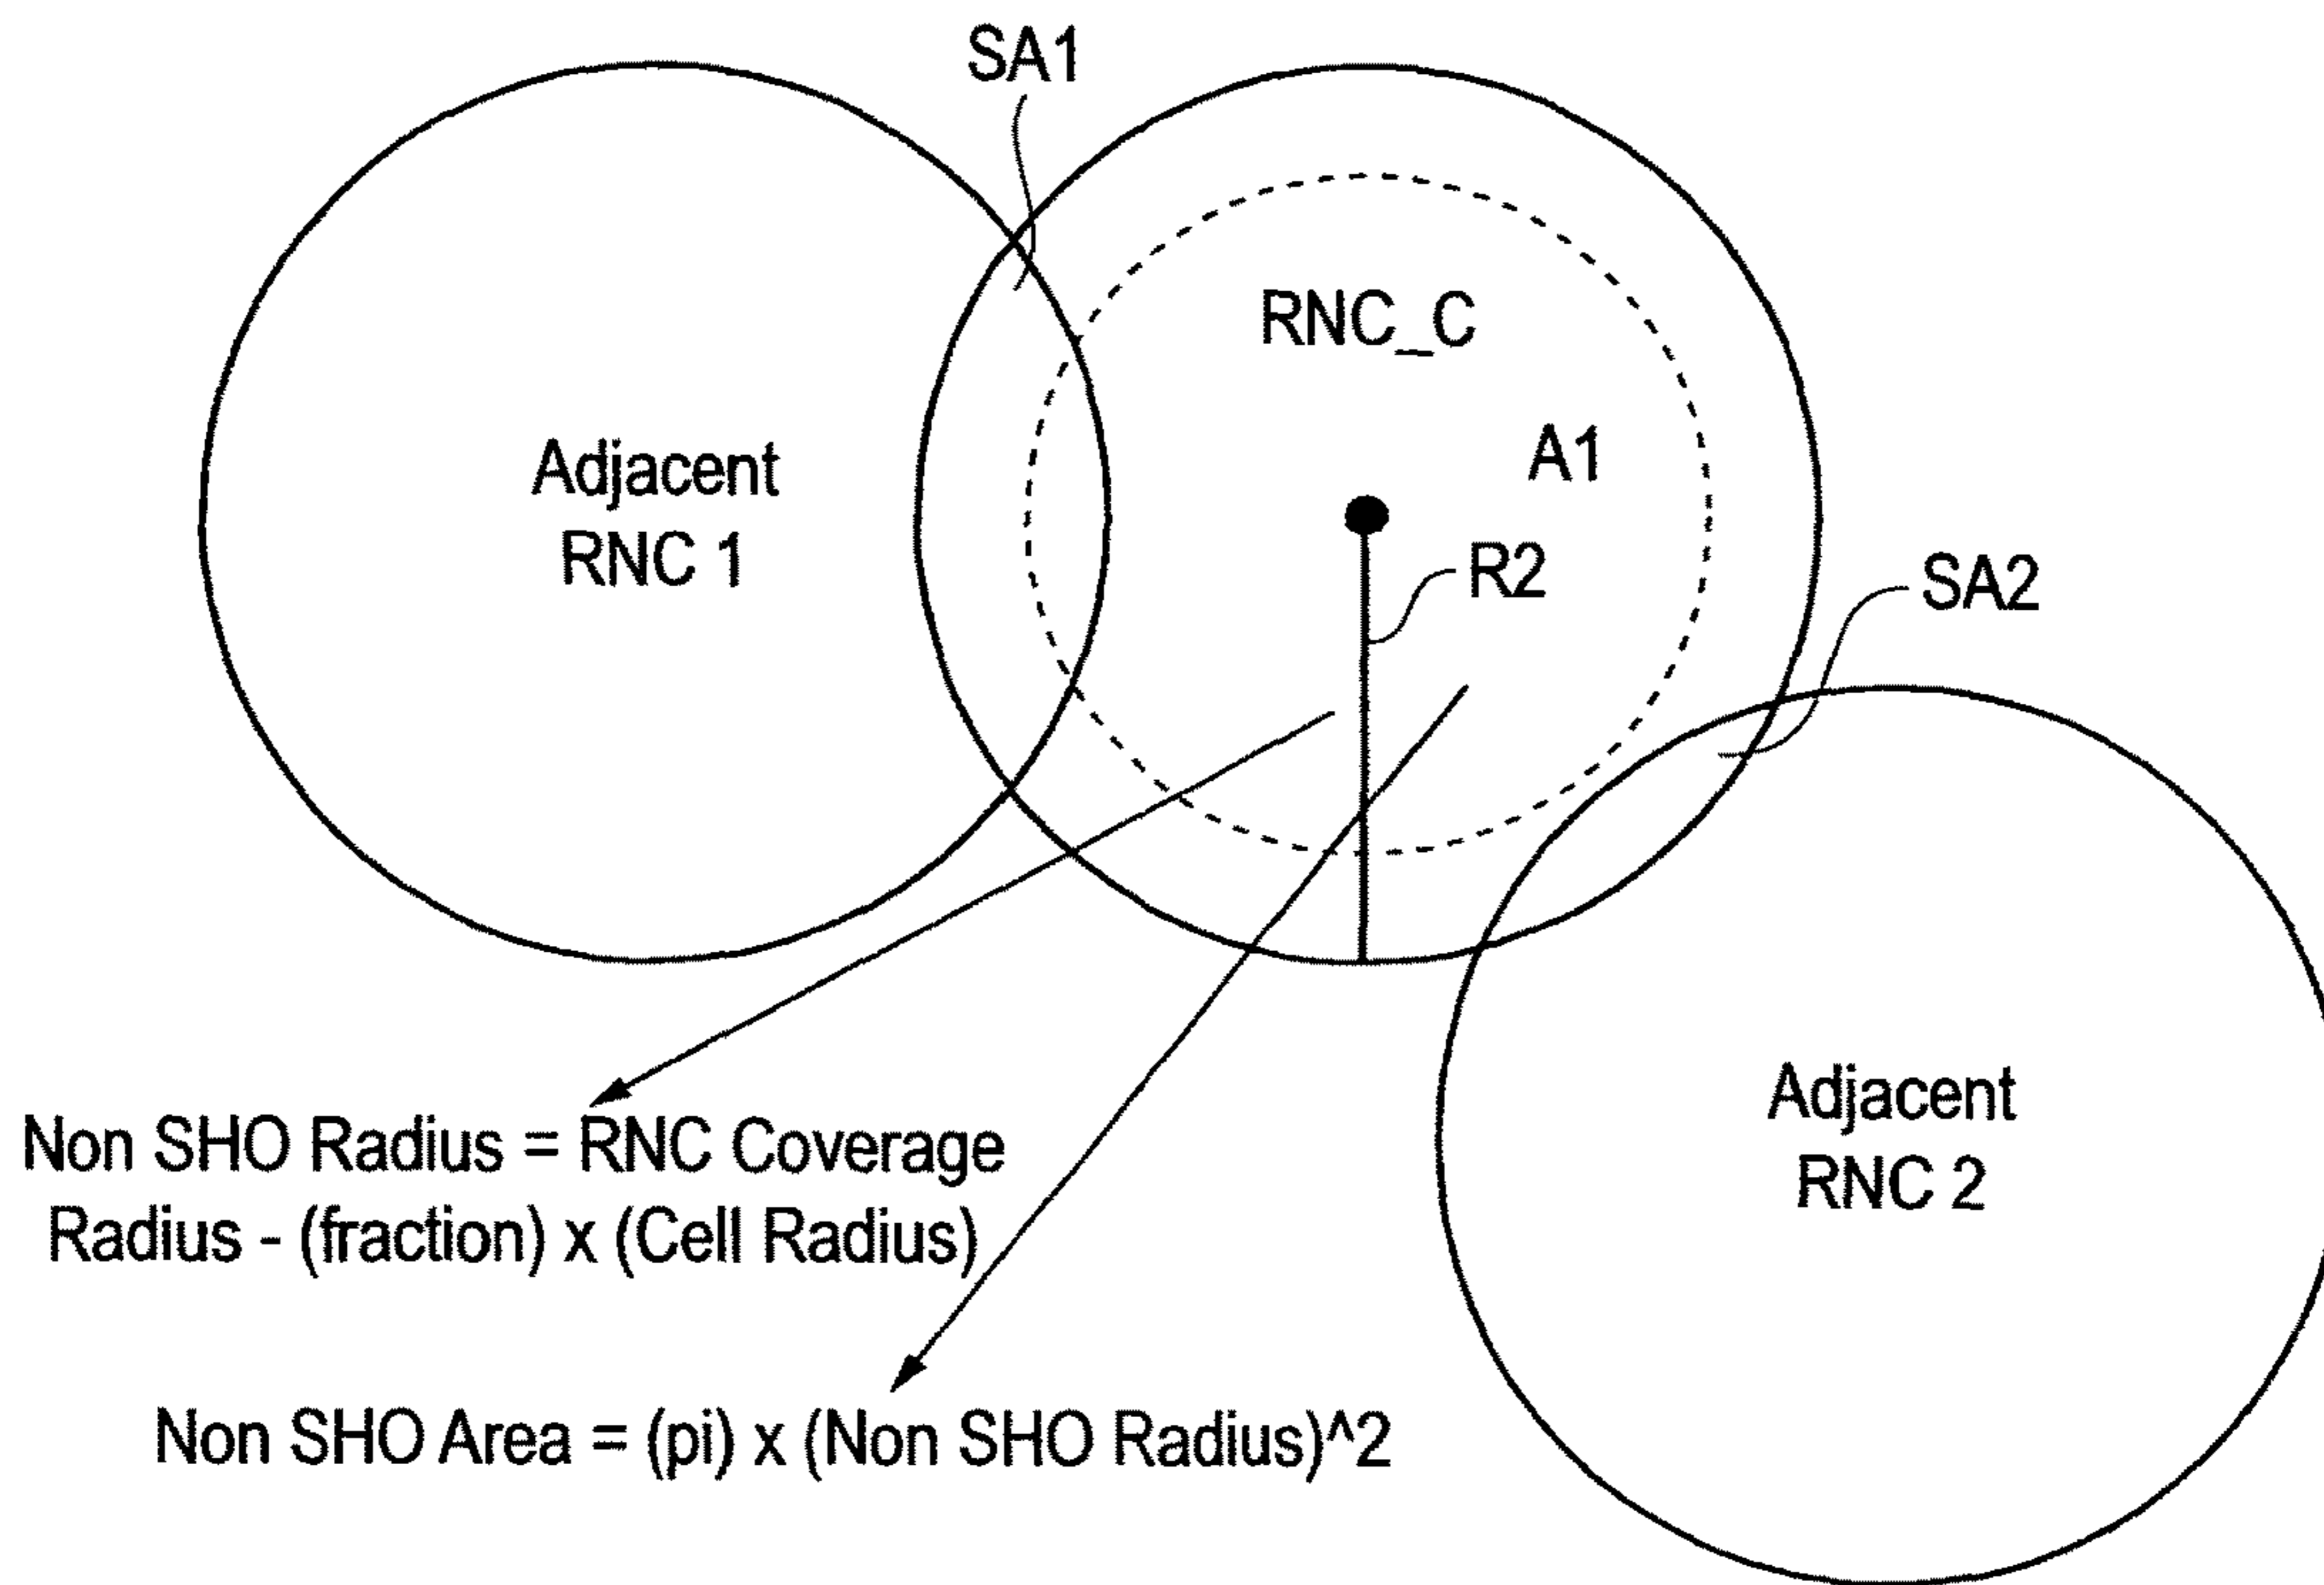 SA1
RNC_C
A1
Adjacent
RNC 1
R2
SA2
Adjacent
RNC 2
Non SHO Radius = RNC Coverage
Radius - (fraction) x (Cell Radius)
Non SHO Area = (pi) x (Non SHO Radius)^2